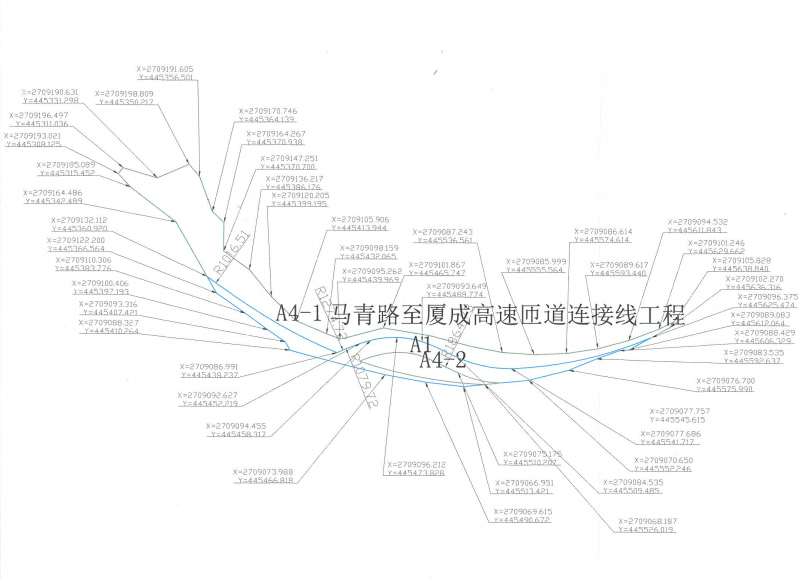 X=2709191.605
Y=445356.501
X=2709190.631
Y=445331.298
X=2709198.809
Y=445350.217
X=2709196.497
Y=445311.036
X=2709193.021
Y=445308.125
X=2709185.089
Y=445315.452
X=2709164.486
Y=445342.489
X=2709132.112
Y=445360.920
X=2709122.200
Y=445366.564
X=2709110.306
Y=445383.776
X=2709100.406
Y=445397.193
X=2709093.316
Y=445407.421
X=2709088.327
Y=445410.264
X=2709170.746
Y=445364.139
X=2709164.267
Y=445370.938
X=2709147.251
Y=445370.700
X=2709136.217
Y=445386.176
X=2709120.205
Y=445399.195
X=2709105.906
Y=445413.944
X=2709098.159
Y=445432.065
X=2709095.262
Y=445439.969
X=2709101.867
Y=445465.747
X=2709093.649
Y=445488.774
X=2709087.243
Y=445536.561
X=2709085.999
Y=445555.564
X=2709086.614
Y=445574.614
X=2709089.617
Y=445593.440
X=2709094.532
Y=445611.843
X=2709101.246
Y=445629.662
X=2709105.828
Y=445638.840
X=2709102.270
Y=445636.316
X=2709096.375
Y=445625.474
X=2709089.083
Y=445612.064
X=2709088.429
Y=445606.329
X=2709083.535
Y=445592.637
X=2709076.700
Y=445575.990
R1016.51
A4-1 马青路至厦成高速匝道连接线工程
A1
A4-2
R1079.72
X=2709086.991
Y=445438.237
X=2709092.627
Y=445452.219
X=2709094.455
Y=445458.317
X=2709073.988
Y=445466.818
X=2709096.212
Y=445473.828
X=2709075.175
Y=445510.207
X=2709066.951
Y=445513.421
X=2709069.615
Y=445490.672
X=2709077.757
Y=445545.615
X=2709077.686
Y=445541.717
X=2709070.650
Y=445552.246
X=2709084.535
Y=445509.485
X=2709068.187
Y=445526.019